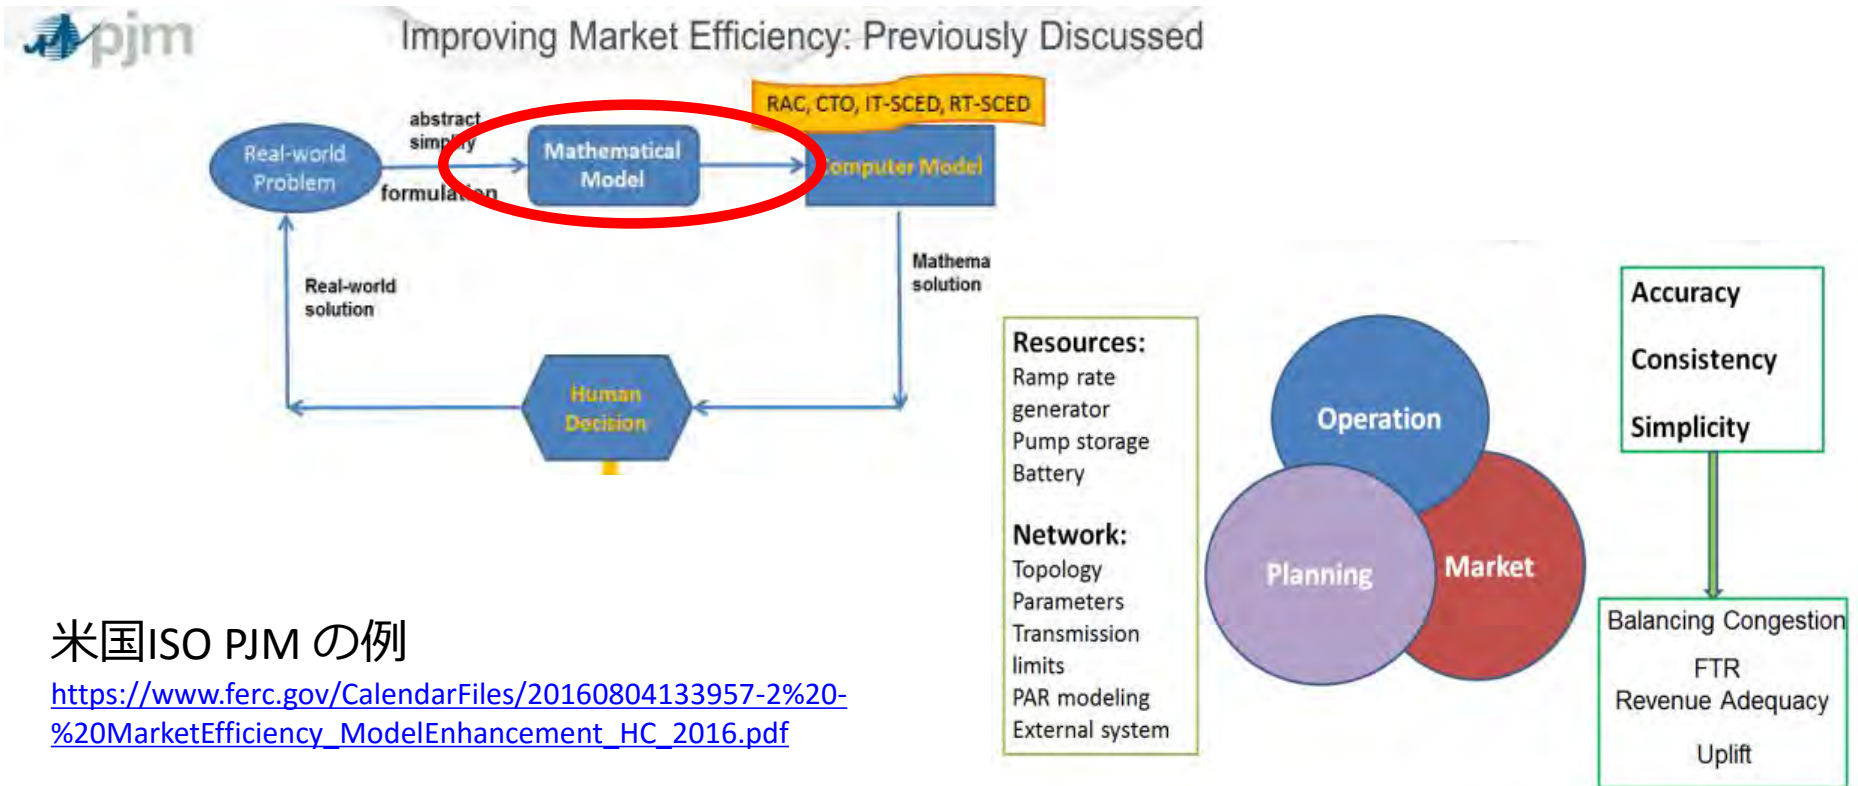 pjm
Improving Market Efficiency: Previously Discussed
RAC, CTO, IT-SCED, RT-SCED
abstract
simplify
formulation
Real-world
Problem
Mathematical
Model
Computer Model
Real-world
solution
Mathema
solution
Human
Decision
Resources:
Ramp rate
generator
Pump storage
Battery
Network:
Topology
Parameters
Transmission
limits
PAR modeling
External system
Operation
Planning
Market
Accuracy
Consistency
Simplicity
Balancing Congestion
FTR
Revenue Adequacy
Uplift
米国ISO PJM の例
https://www.ferc.gov/CalendarFiles/20160804133957-2%20-
%20MarketEfficiency_ModelEnhancement_HC_2016.pdf